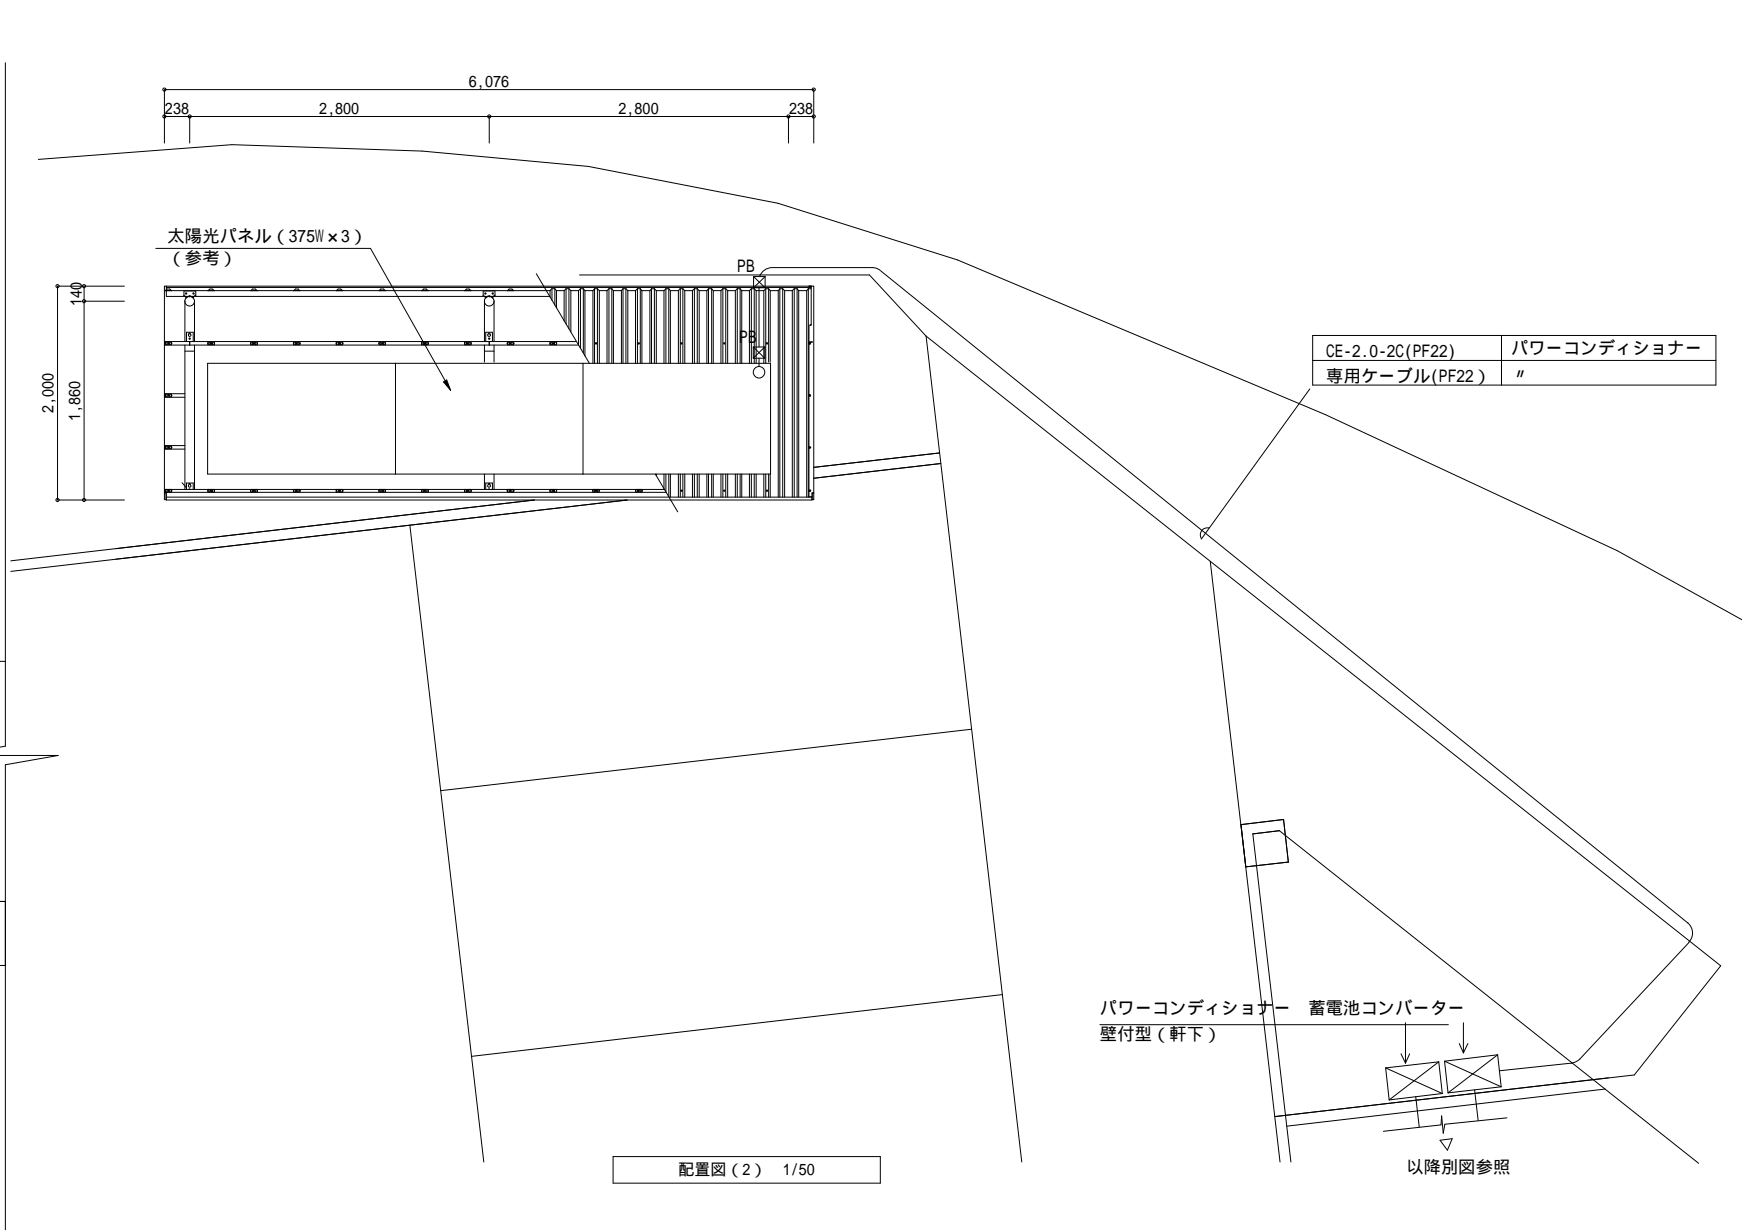 6,076
238
2,800
2,800
238
太陽光パネル（375W×3）
（参考）
PB
PB
140
2,000
1,860
CE-2.0-2C(PF22) パワーコンディショナー
専用ケーブル(PF22） 〃
パワーコンディショナー 蓄電池コンバーター
壁付型（軒下）
以降別図参照
配置図（2） 1/50